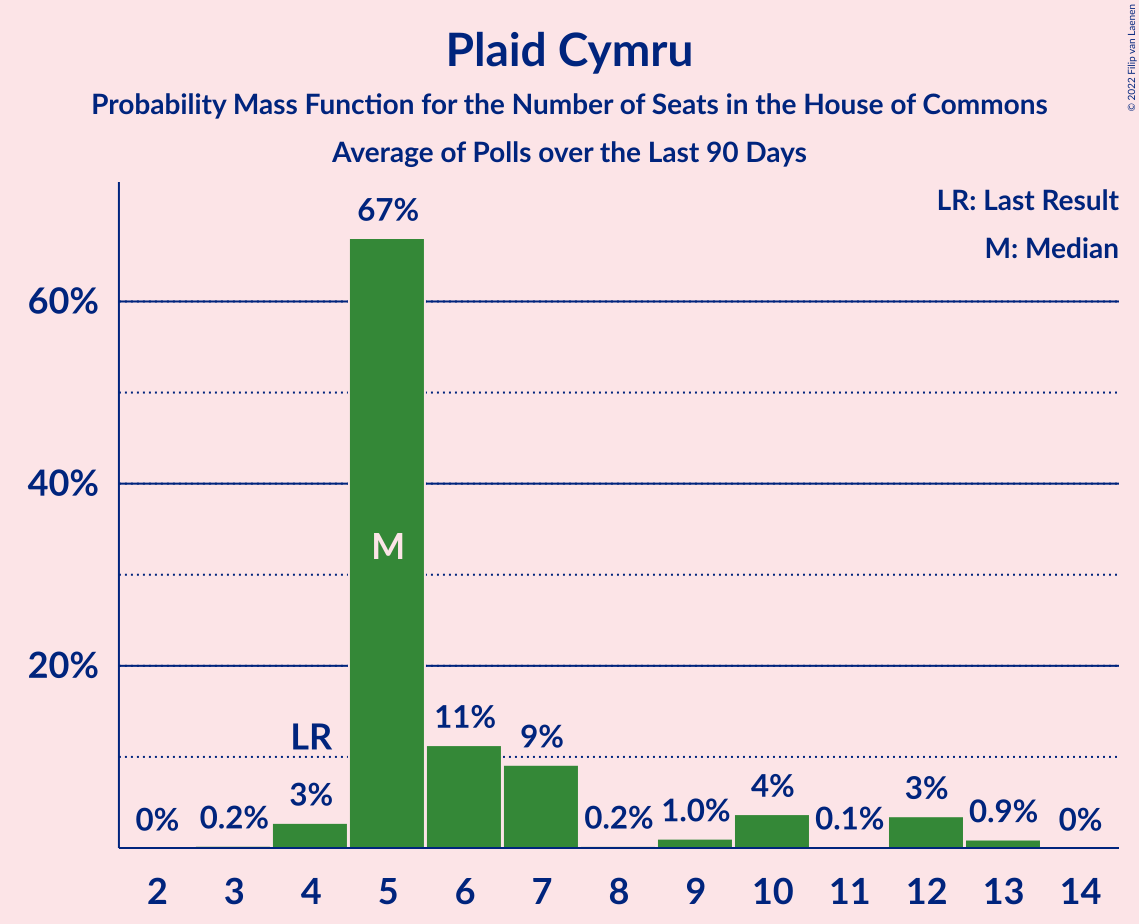 Plaid Cymru
Probability Mass Function for the Number of Seats in the House of Commons
Average of Polls over the Last 90 Days
© 2022 Filip van Laenen
LR: Last Result
M: Median
60%
40%
20%
0%
0.2%
LR
3%
67%
M
11%
9%
0.2%
1.0%
4%
0.1%
3%
0.9%
0%
2 3 4 5 6 7 8 9 10 11 12 13 14